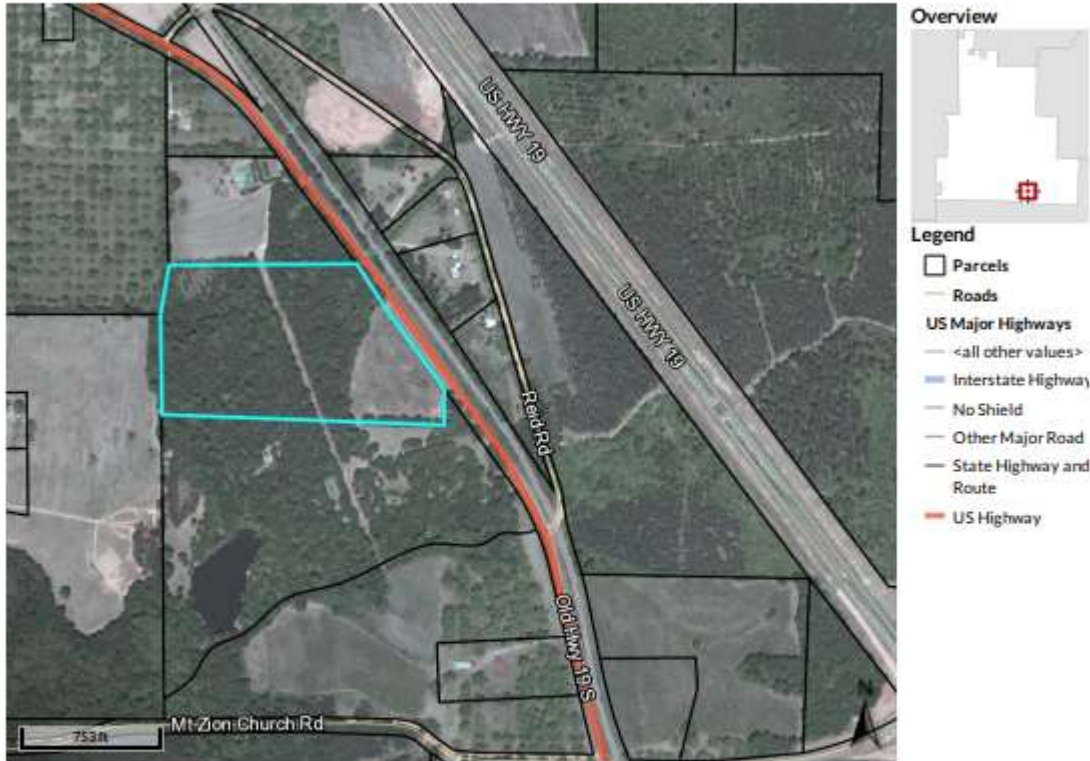 US HWY 19
US HWY 19
Reid Rd
Old Hwy 19 S
Mt Zion Church Rd
753 ft
N
Overview
Legend
Parcels
Roads
US Major Highways
<all other values>
Interstate Highway
No Shield
Other Major Road
State Highway and
Route
US Highway